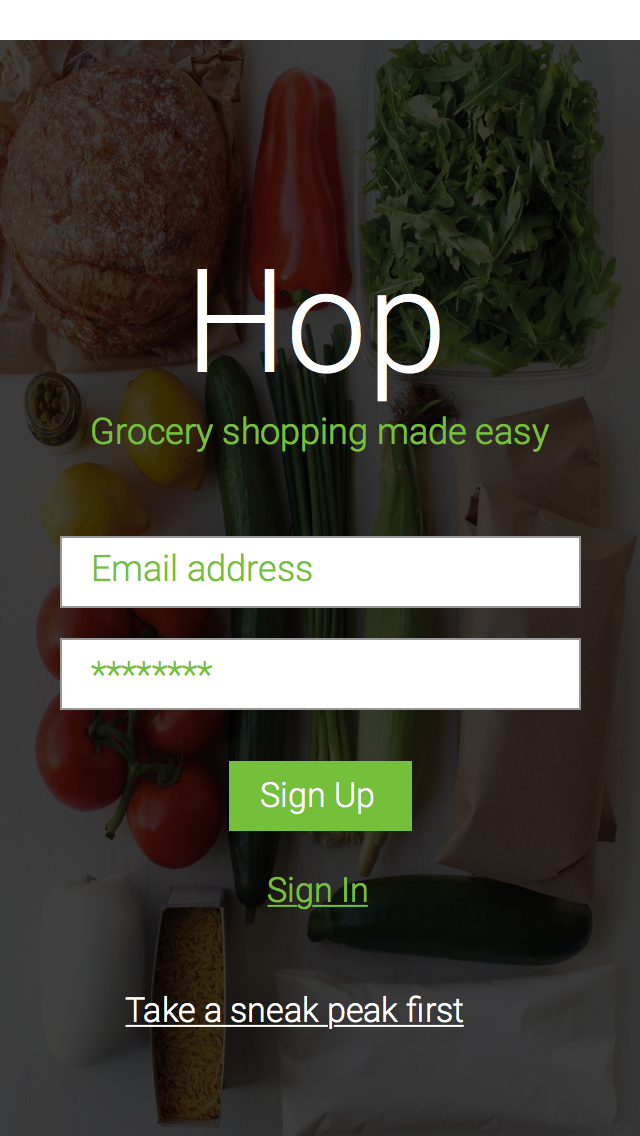 Hop
Grocery shopping made easy
Email address
********
Sign Up
Sign In
Take a sneak peak first